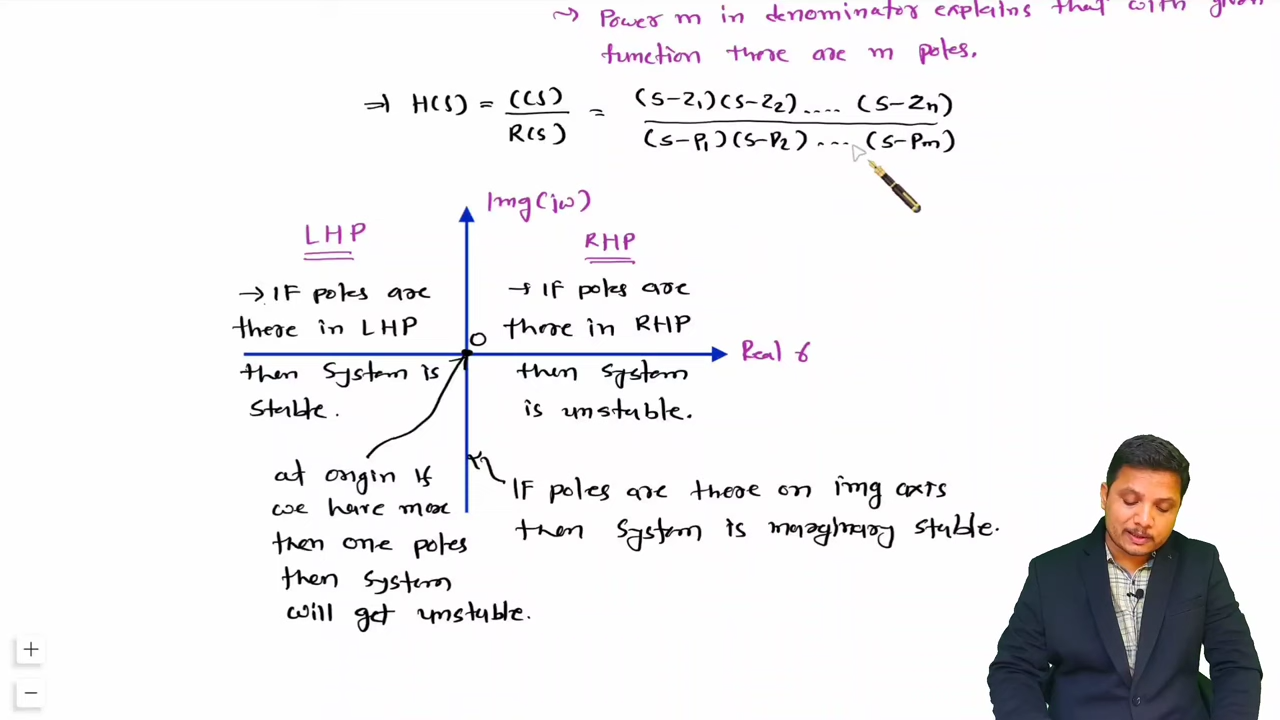 ~> Power m in denominator explains that with given
function there are m poles.
=> H(s) = C(s) / R(s) = (s-z1)(s-z2) .... (s-zn) / (s-p1)(s-p2) .... (s-pm)
Img(jω)
LHP
RHP
→ IF poles are
there in LHP
then system is
stable.
→ IF poles are
there in RHP
then system
is unstable.
O
Real σ
at origin if
we have more
then one poles
then system
will get unstable.
IF poles are there on img axis
then system is
stable.
+
−